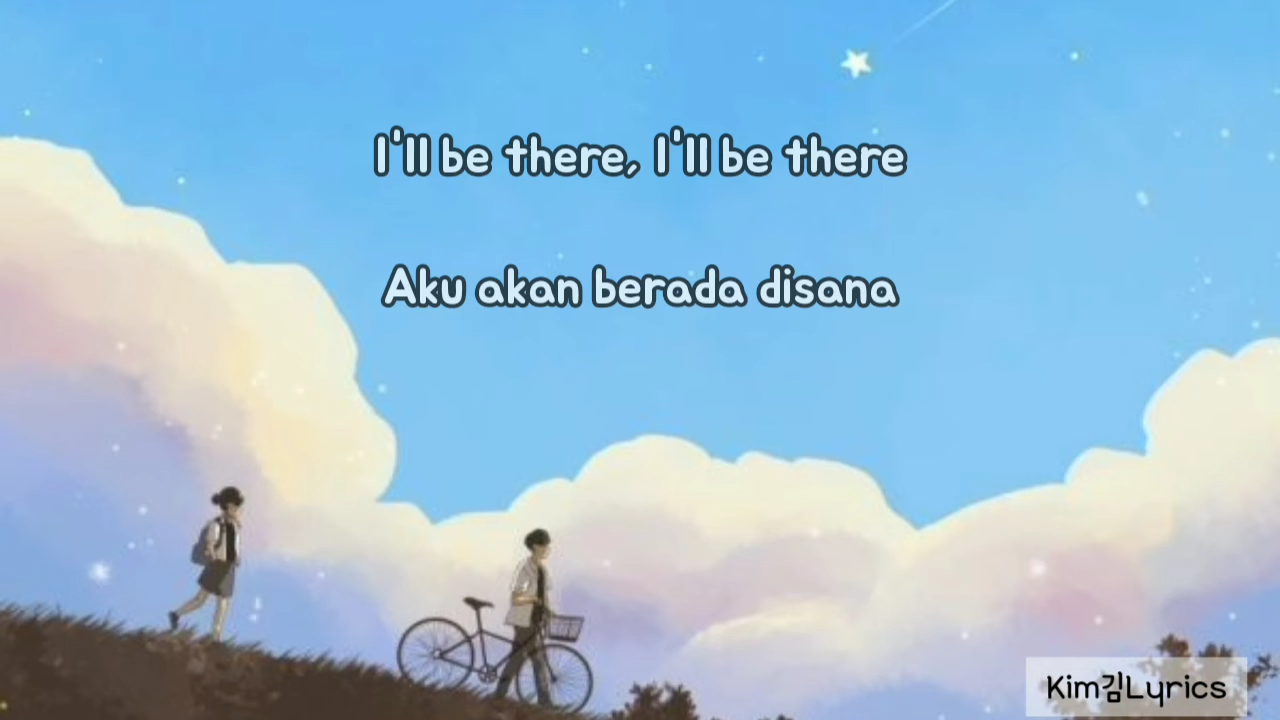 I'll be there, I'll be there
Aku akan berada disana
Kim김Lyrics